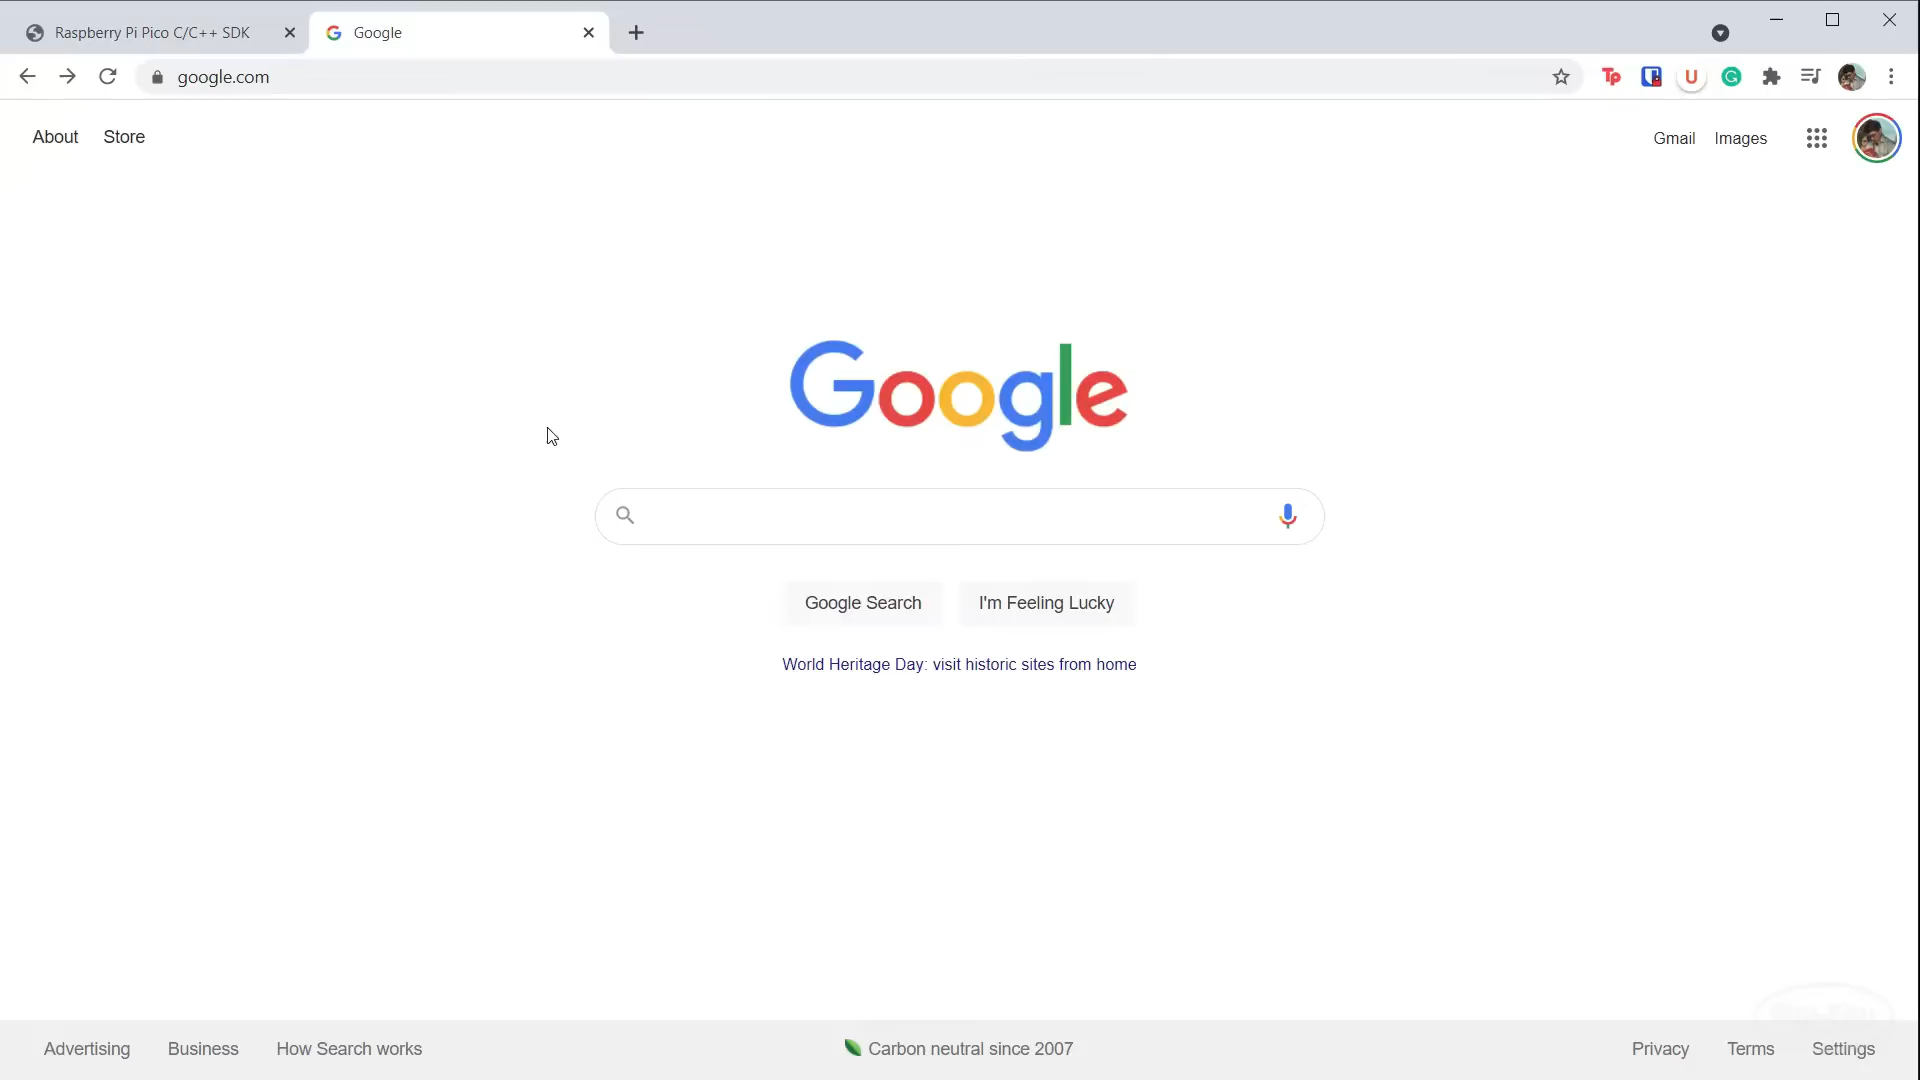 Raspberry Pi Pico C/C++ SDK
Google
google.com
Tp
U
About
Store
Gmail
Images
Google
Google Search
I'm Feeling Lucky
World Heritage Day: visit historic sites from home
Advertising
Business
How Search works
Carbon neutral since 2007
Privacy
Terms
Settings